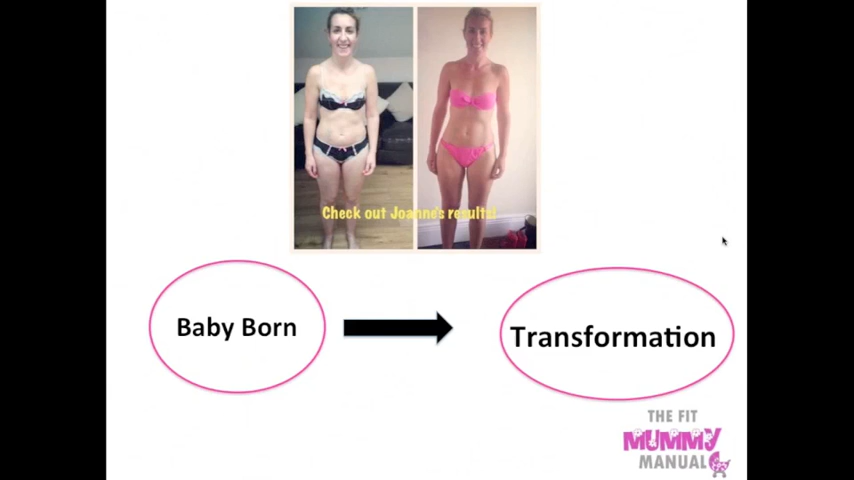 Check out Joanne's results!
Baby Born
Transformation
THE FIT
MUMMY
MANUAL